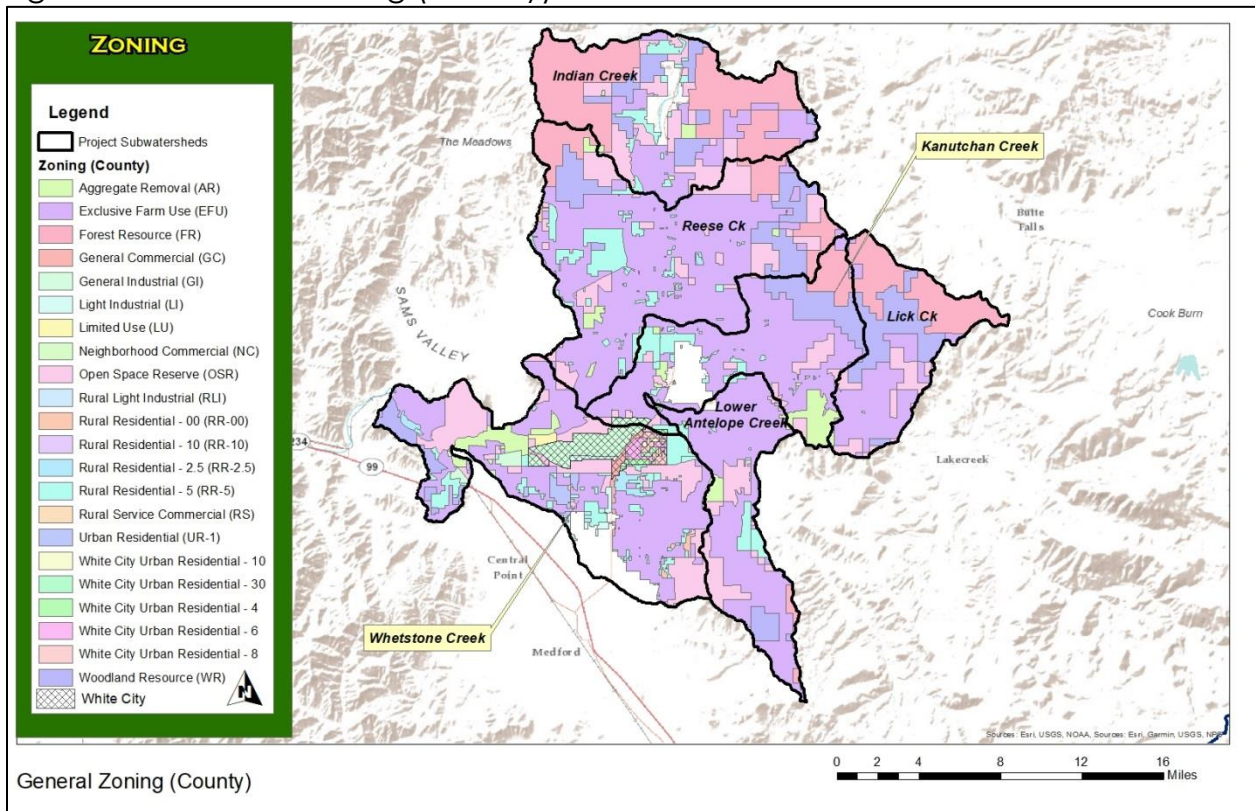 ZONING
Legend
Project Subwatersheds
Zoning (County)
Aggregate Removal (AR)
Exclusive Farm Use (EFU)
Forest Resource (FR)
General Commercial (GC)
General Industrial (GI)
Light Industrial (LI)
Limited Use (LU)
Neighborhood Commercial (NC)
Open Space Reserve (OSR)
Rural Light Industrial (RLI)
Rural Residential - 00 (RR-00)
Rural Residential - 10 (RR-10)
Rural Residential - 2.5 (RR-2.5)
Rural Residential - 5 (RR-5)
Rural Service Commercial (RS)
Urban Residential (UR-1)
White City Urban Residential - 10
White City Urban Residential - 30
White City Urban Residential - 4
White City Urban Residential - 6
White City Urban Residential - 8
Woodland Resource (WR)
White City
N
Indian Creek
The Meadows
Kanutchan Creek
Reese Ck
Butte
Falls
SAMS VALLEY
Lick Ck
Cook Burn
Lower
Antelope Creek
234
99
Lakecreek
Central
Point
Whetstone Creek
Medford
Sources: Esri, USGS, NOAA, Sources: Esri, Garmin, USGS, NPS
General Zoning (County)
0 2 4 8 12 16
Miles